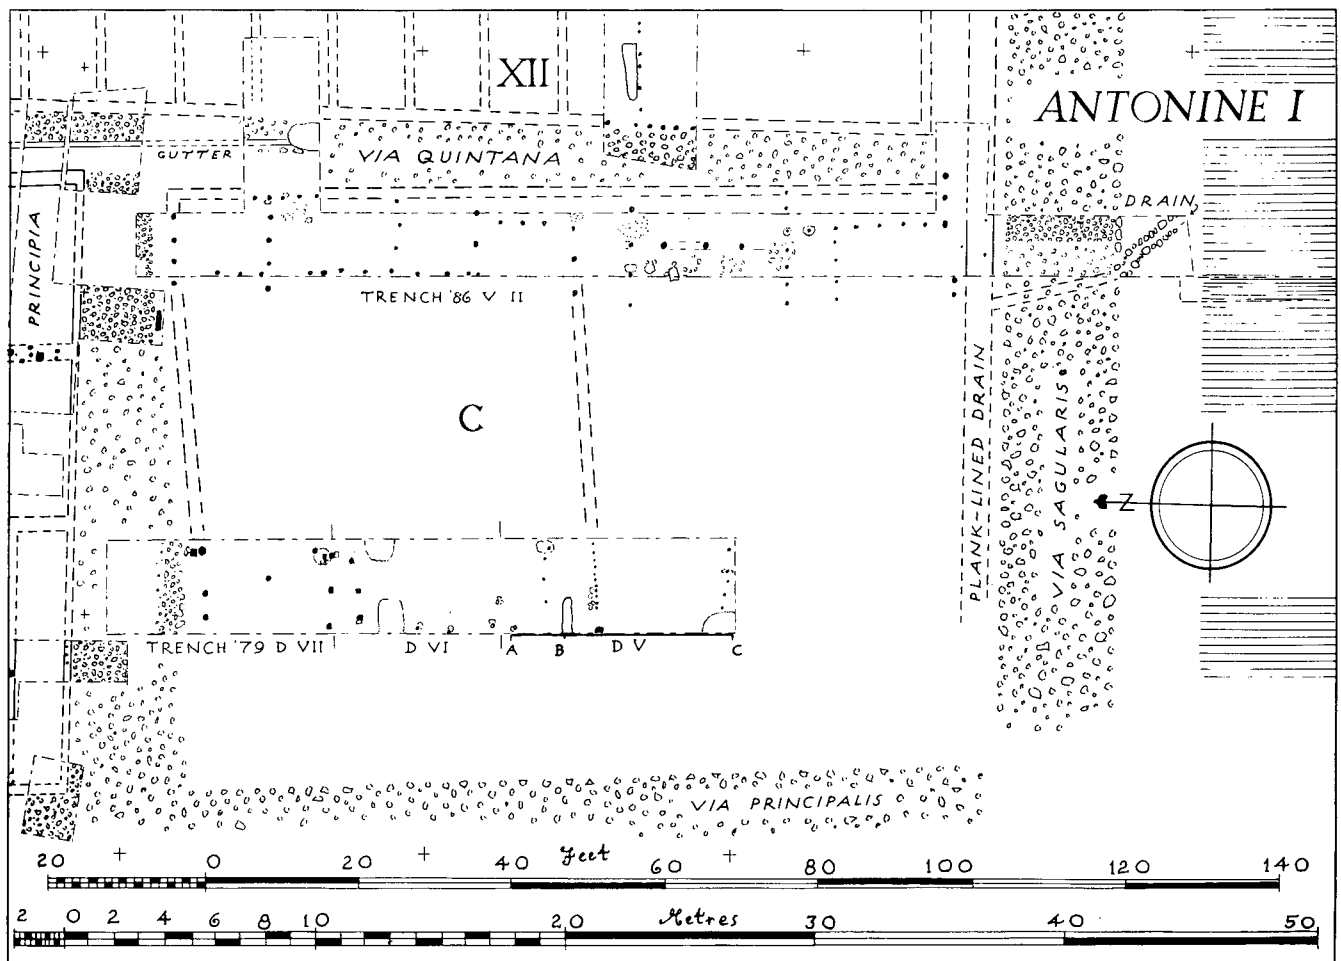 XII
ANTONINE I
GUTTER
VIA QUINTANA
DRAIN
PRINCIPIA
TRENCH '86 V II
PLANK-LINED DRAIN
VIA SAGULARIS
C
Z
TRENCH '79 D VII
D VI
A
B
D V
C
VIA PRINCIPALIS
20 0 20 40 Feet 60 80 100 120 140
2 0 2 4 6 8 10 20 Metres 30 40 50